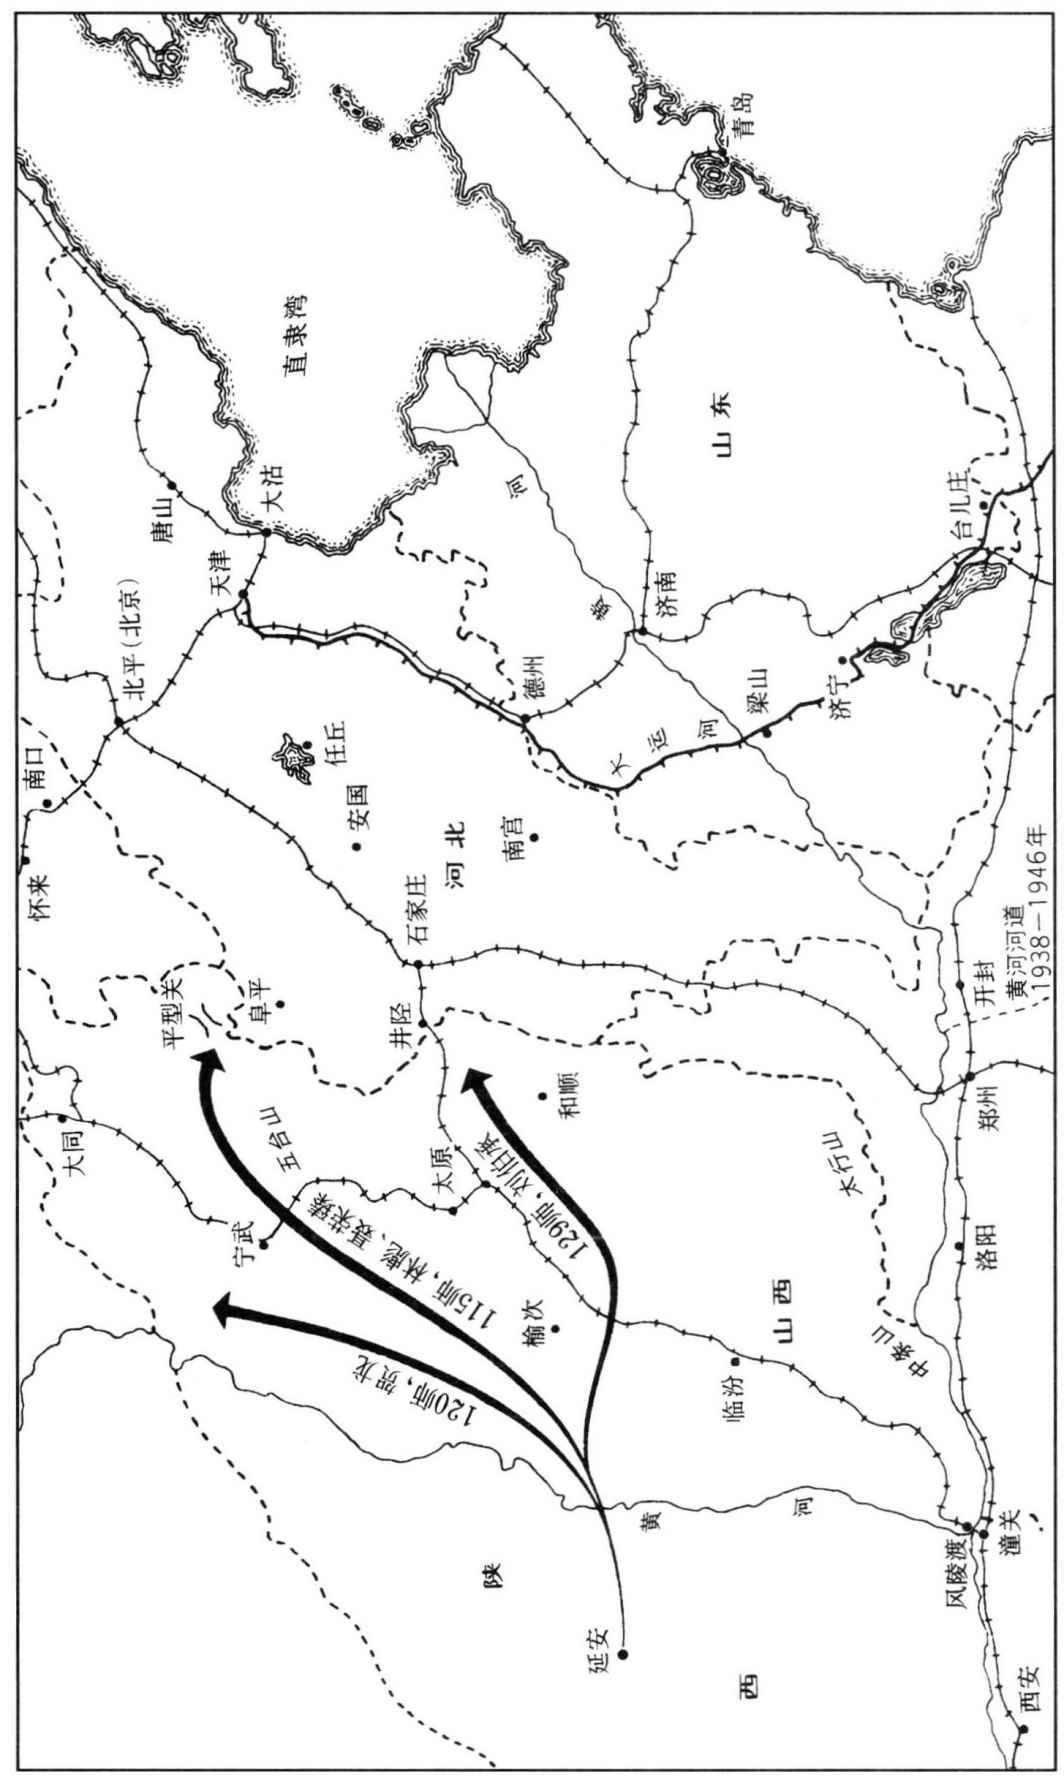 怀来
南口
北平(北京)
唐山
天津
大沽
直隶湾
大同
平型关
阜平
安国
任丘
河北
石家庄
井陉
南宫
德州
河
黄
济南
山东
青岛
宁武
五台山
太原
和顺
大运河
梁山
济宁
台儿庄
120师,贺龙
115师,林彪、聂荣臻
129师,刘伯承
榆次
山西
临汾
太行山
中条山
陕
西
延安
黄
河
风陵渡
潼关
西安
洛阳
郑州
开封
黄河河道
1938－1946年